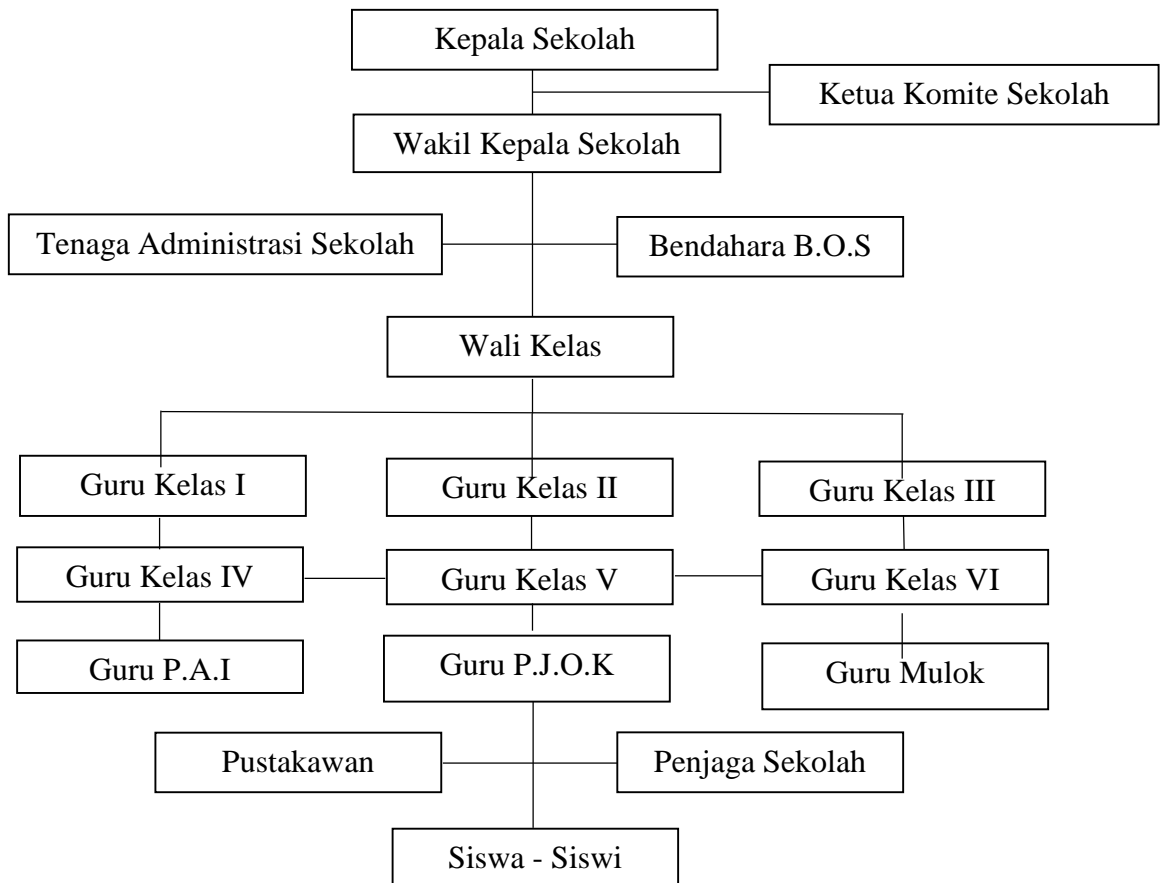 Kepala Sekolah
Ketua Komite Sekolah
Wakil Kepala Sekolah
Tenaga Administrasi Sekolah
Bendahara B.O.S
Wali Kelas
Guru Kelas I
Guru Kelas II
Guru Kelas III
Guru Kelas IV
Guru Kelas V
Guru Kelas VI
Guru P.A.I
Guru P.J.O.K
Guru Mulok
Pustakawan
Penjaga Sekolah
Siswa - Siswi